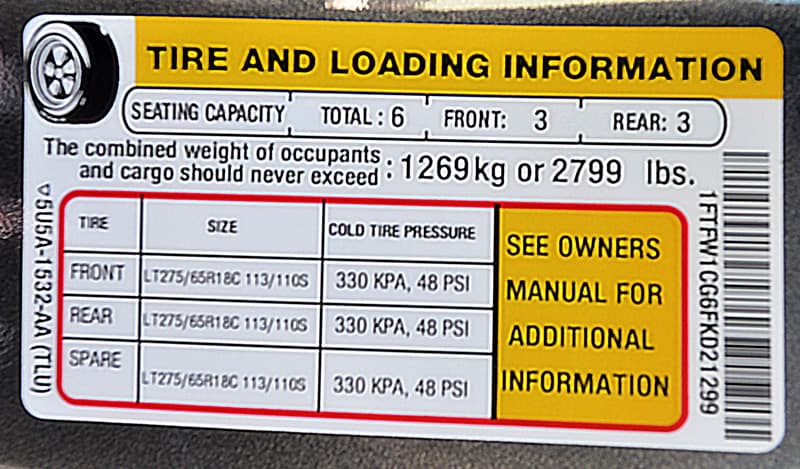 TIRE AND LOADING INFORMATION
SEATING CAPACITY TOTAL: 6 FRONT: 3 REAR: 3
The combined weight of occupants
and cargo should never exceed : 1269kg or 2799 lbs.
TIRE SIZE COLD TIRE PRESSURE
FRONT LT275/65R18C 113/110S 330 KPA, 48 PSI
REAR LT275/65R18C 113/110S 330 KPA, 48 PSI
SPARE LT275/65R18C 113/110S 330 KPA, 48 PSI
SEE OWNERS
MANUAL FOR
ADDITIONAL
INFORMATION
5U5A-1532-AA (TLU)
1FTFW1CG6FKD21299